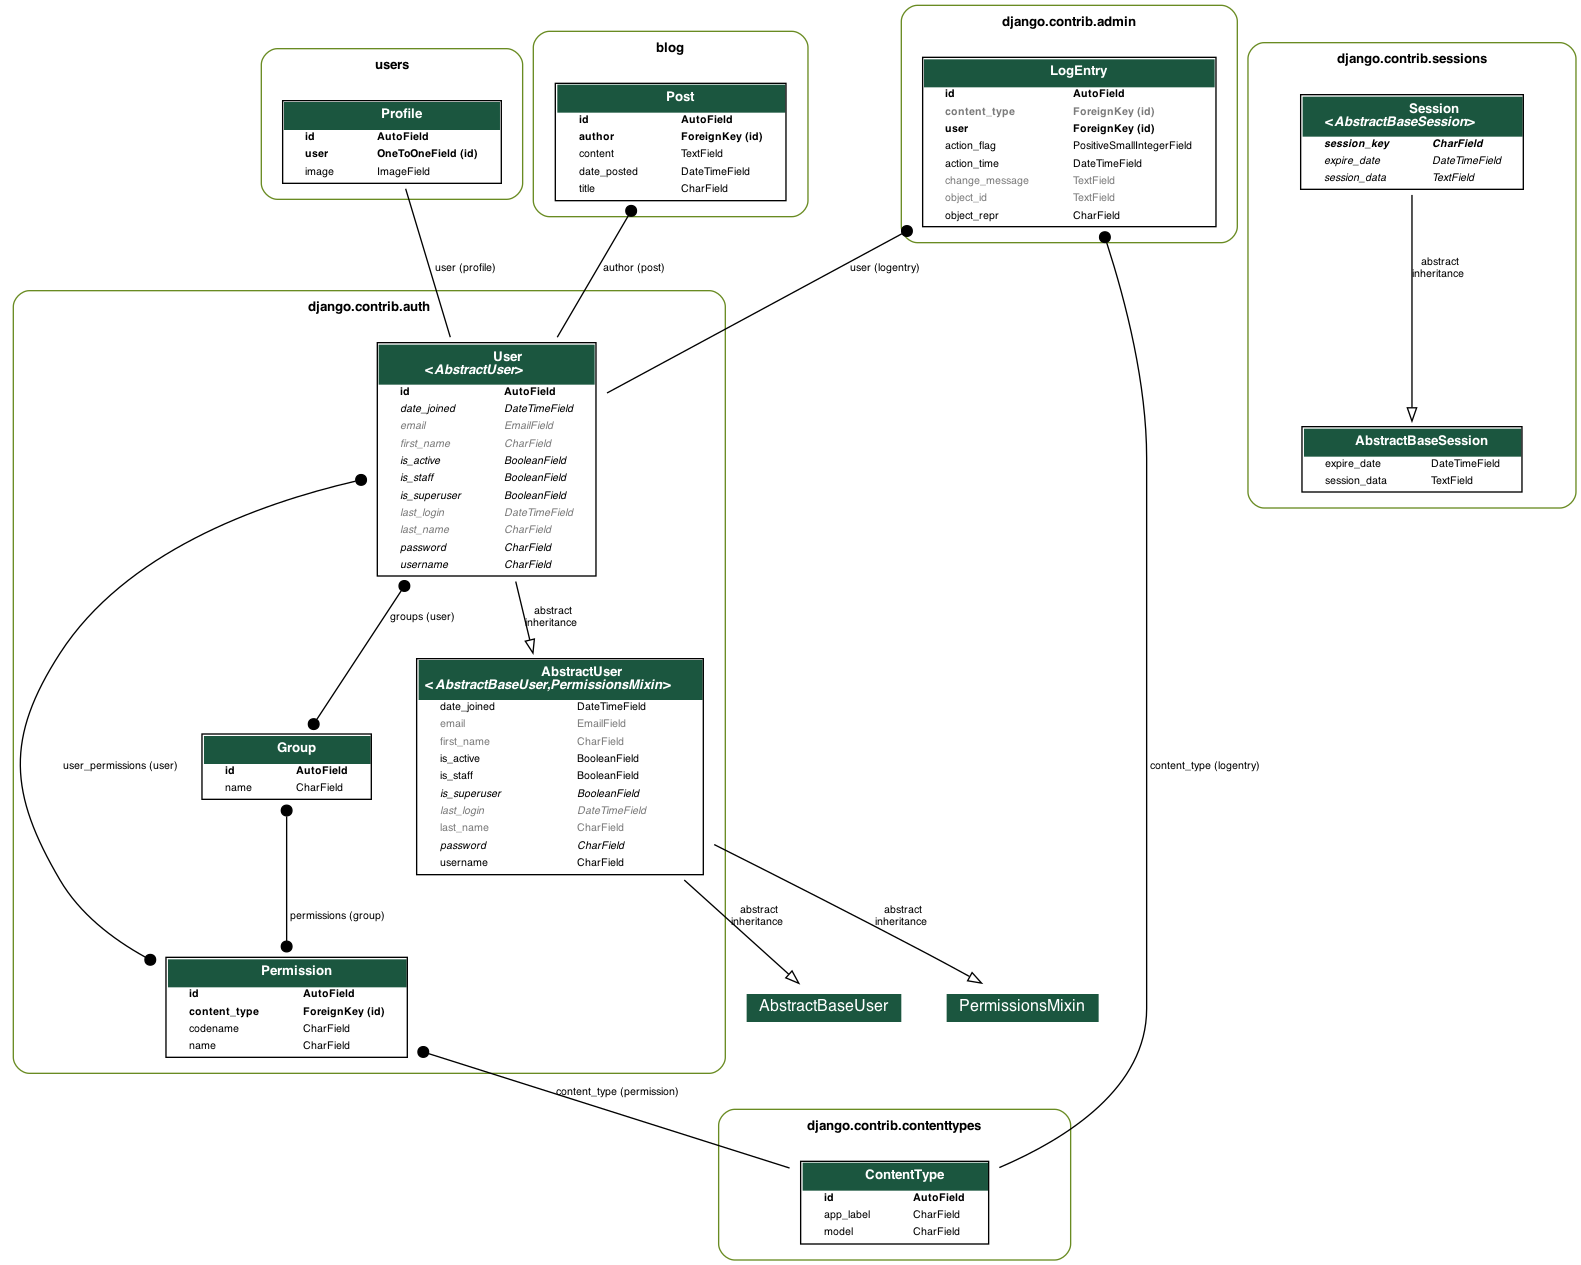 users
Profile
id AutoField
user OneToOneField (id)
image ImageField
blog
Post
id AutoField
author ForeignKey (id)
content TextField
date_posted DateTimeField
title CharField
django.contrib.admin
LogEntry
id AutoField
content_type ForeignKey (id)
user ForeignKey (id)
action_flag PositiveSmallIntegerField
action_time DateTimeField
change_message TextField
object_id TextField
object_repr CharField
django.contrib.sessions
Session
<AbstractBaseSession>
session_key CharField
expire_date DateTimeField
session_data TextField
abstract
inheritance
AbstractBaseSession
expire_date DateTimeField
session_data TextField
user (profile)
author (post)
user (logentry)
django.contrib.auth
User
<AbstractUser>
id AutoField
date_joined DateTimeField
email EmailField
first_name CharField
is_active BooleanField
is_staff BooleanField
is_superuser BooleanField
last_login DateTimeField
last_name CharField
password CharField
username CharField
groups (user)
abstract
inheritance
AbstractUser
<AbstractBaseUser,PermissionsMixin>
date_joined DateTimeField
email EmailField
first_name CharField
is_active BooleanField
is_staff BooleanField
is_superuser BooleanField
last_login DateTimeField
last_name CharField
password CharField
username CharField
Group
id AutoField
name CharField
user_permissions (user)
content_type (logentry)
permissions (group)
abstract
inheritance
abstract
inheritance
Permission
id AutoField
content_type ForeignKey (id)
codename CharField
name CharField
AbstractBaseUser
PermissionsMixin
content_type (permission)
django.contrib.contenttypes
ContentType
id AutoField
app_label CharField
model CharField